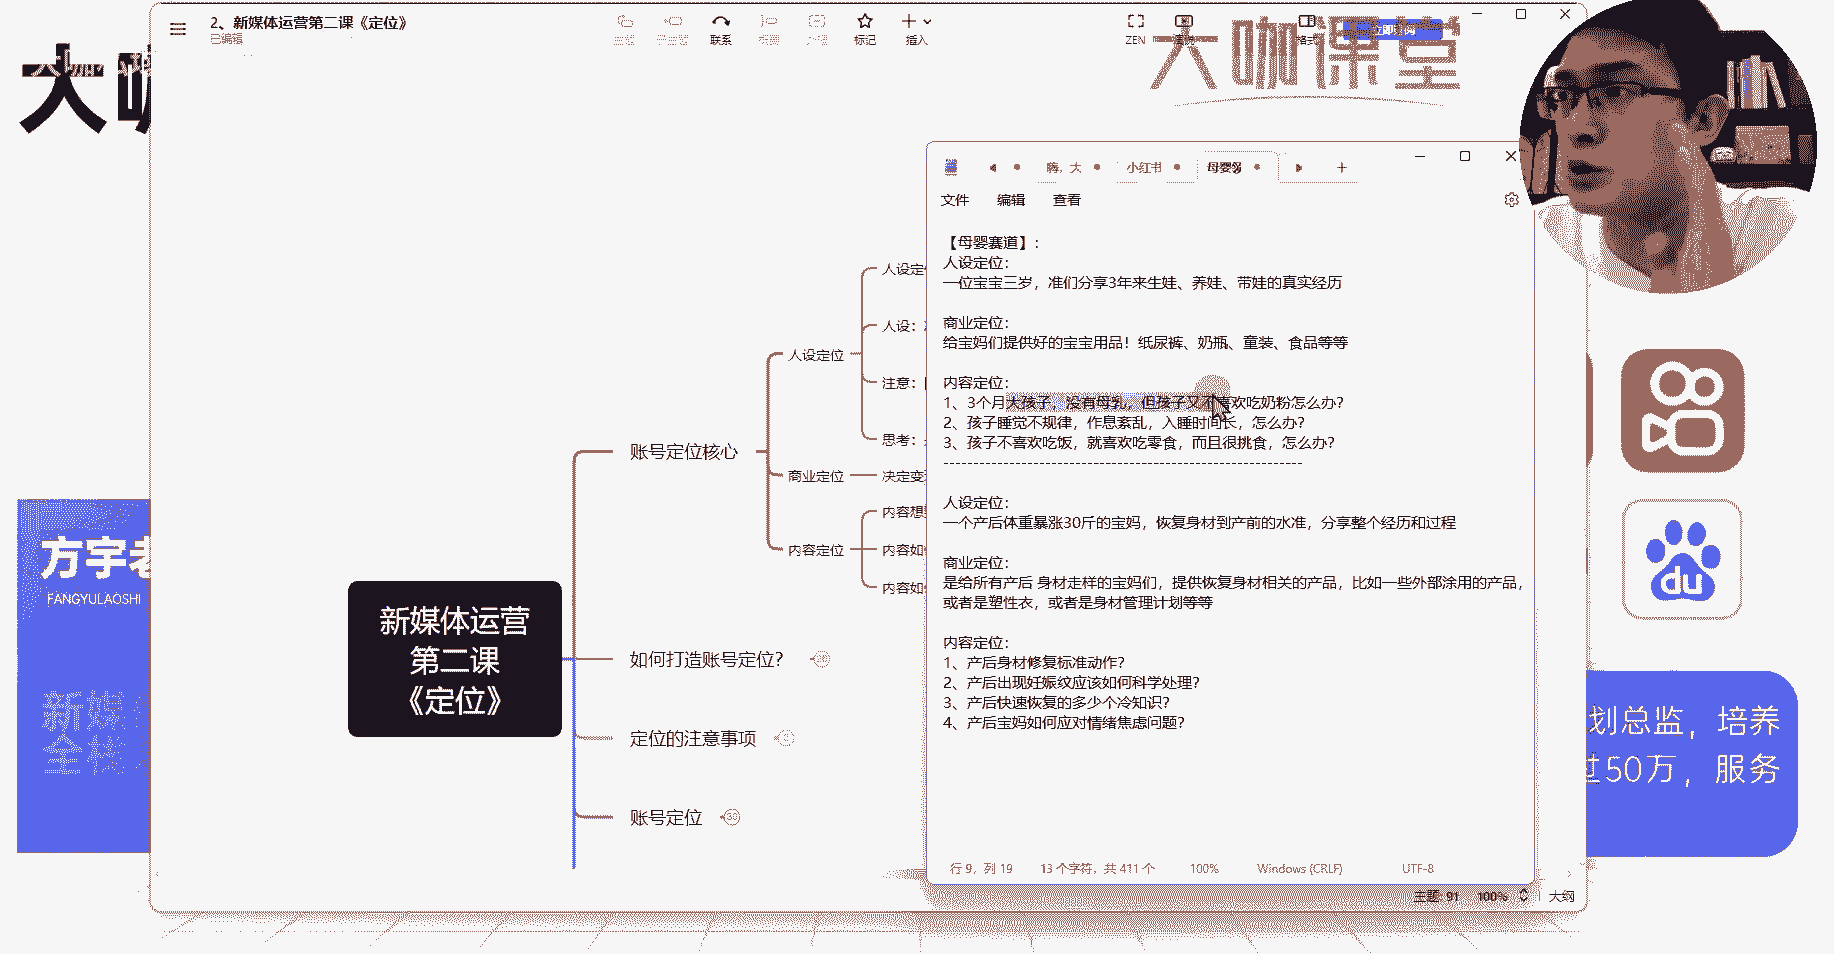 2、新媒体运营第二课《定位》
已编辑
联系
标记
插入
ZEN
大咖课堂
大咖
嗨，大
小红书
文件
编辑
查看
【母婴赛道】：
人设定位：
一位宝宝三岁，准们分享3年来生娃、养娃、带娃的真实经历
商业定位：
给宝妈们提供好的宝宝用品！纸尿裤、奶瓶、童装、食品等等
内容定位：
1、3个月大孩子，没有母乳，但孩子又不喜欢吃奶粉怎么办？
2、孩子睡觉不规律，作息紊乱，入睡时间长，怎么办？
3、孩子不喜欢吃饭，就喜欢吃零食，而且很挑食，怎么办？
人设定位：
一个产后体重暴涨30斤的宝妈，恢复身材到产前的水准，分享整个经历和过程
商业定位：
是给所有产后 身材走样的宝妈们，提供恢复身材相关的产品，比如一些外部涂用的产品，
或者是塑性衣，或者是身材管理计划等等
内容定位：
1、产后身材修复标准动作？
2、产后出现妊娠纹应该如何科学处理？
3、产后快速恢复的多少个冷知识？
4、产后宝妈如何应对情绪焦虑问题？
行 9，列 19
13 个字符，共 411 个
100%
Windows (CRLF)
UTF-8
新媒体运营
第二课
《定位》
账号定位核心
人设定位
人设定
人设：
注意：
思考：
商业定位
决定变
内容定位
内容想
内容如
内容如
如何打造账号定位？
定位的注意事项
账号定位
主题: 91
100%
大纲
方宇老
FANGYULAOSHI
新媒
全栈
du
划总监，培养
过50万，服务